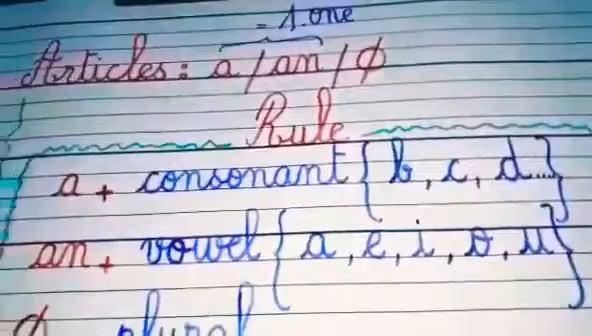 = 1. one
Articles: a / an / ∅
Rule
a + consonant { b, c, d...}
an + vowel { a, e, i, o, u }
∅ plural